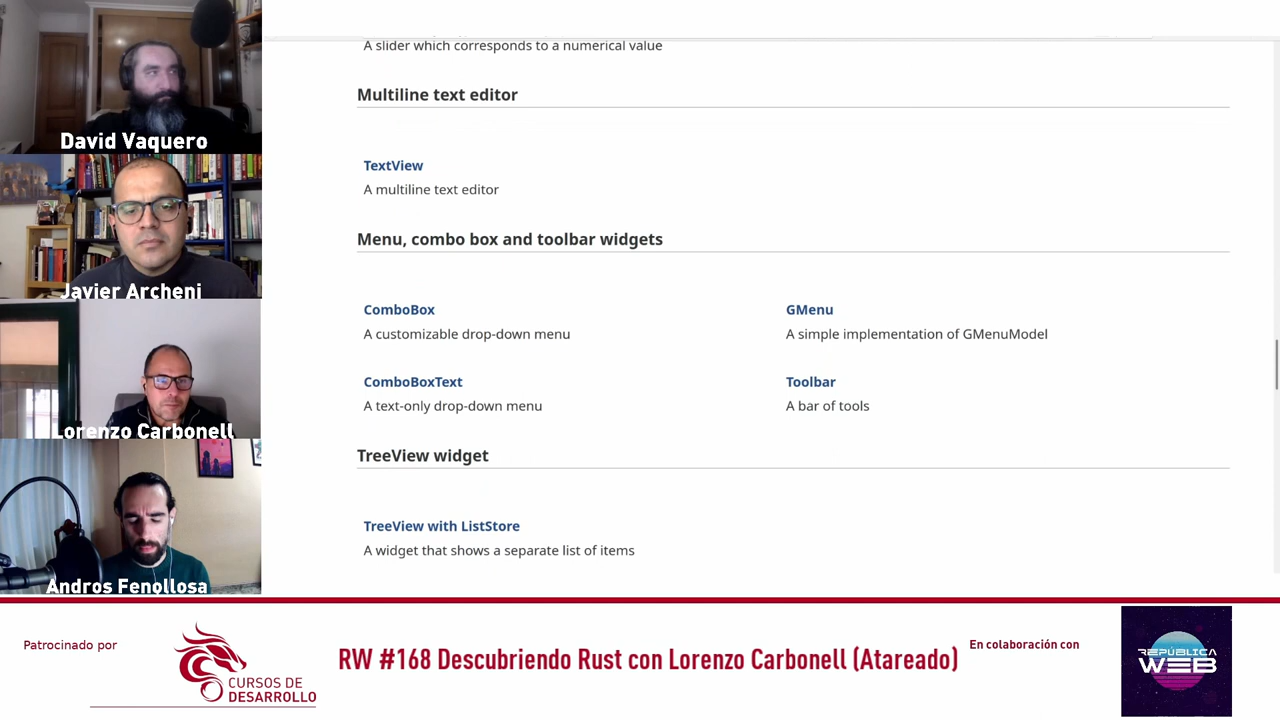 David Vaquero
Javier Archeni
Lorenzo Carbonell
Andros Fenollosa
A slider which corresponds to a numerical value
Multiline text editor
TextView
A multiline text editor
Menu, combo box and toolbar widgets
ComboBox
A customizable drop-down menu
GMenu
A simple implementation of GMenuModel
ComboBoxText
A text-only drop-down menu
Toolbar
A bar of tools
TreeView widget
TreeView with ListStore
A widget that shows a separate list of items
Patrocinado por
CURSOS DE
DESARROLLO
RW #168 Descubriendo Rust con Lorenzo Carbonell (Atareado)
En colaboración con
REPÚBLICA
WEB